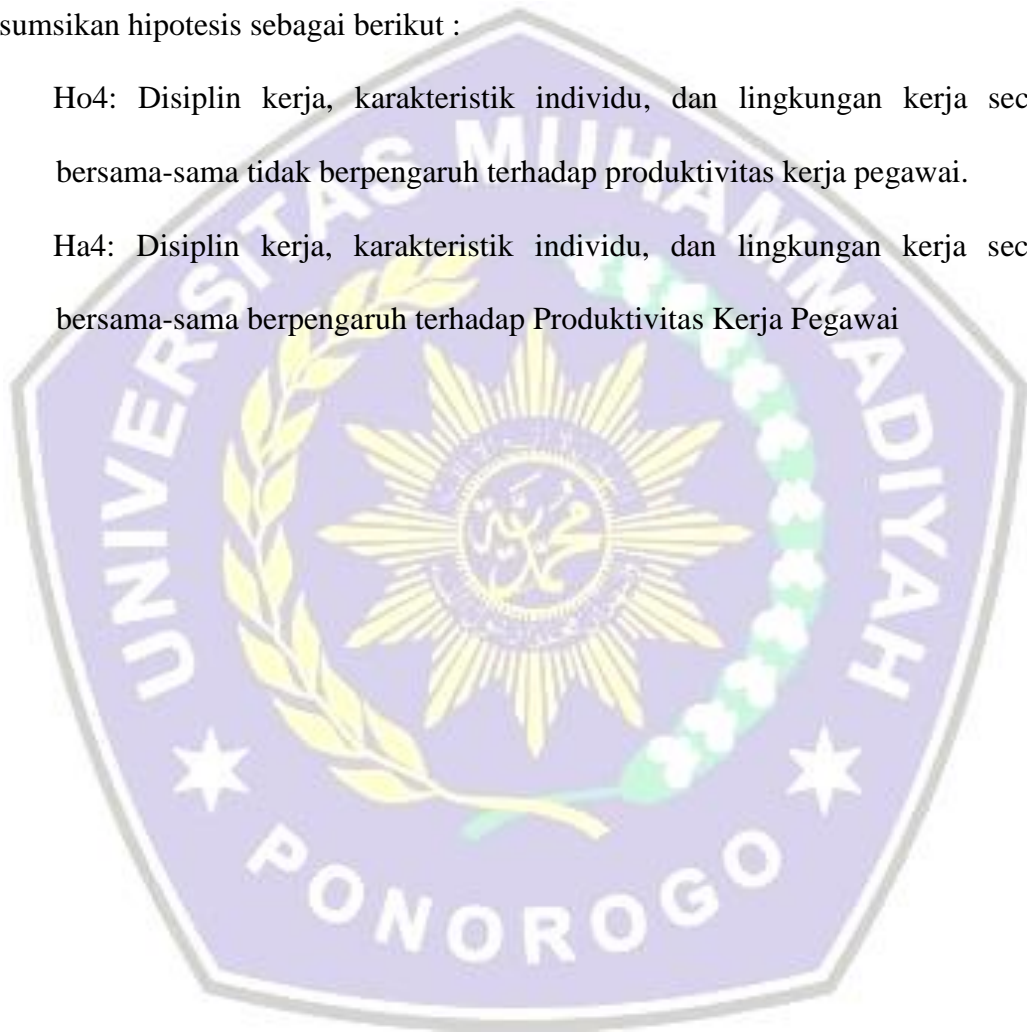 sumsikan hipotesis sebagai berikut :
Ho4: Disiplin kerja, karakteristik individu, dan lingkungan kerja sec
bersama-sama tidak berpengaruh terhadap produktivitas kerja pegawai.
Ha4: Disiplin kerja, karakteristik individu, dan lingkungan kerja sec
bersama-sama berpengaruh terhadap Produktivitas Kerja Pegawai
UNIVERSITAS MUHAMMADIYAH
PONOROGO
محمدية